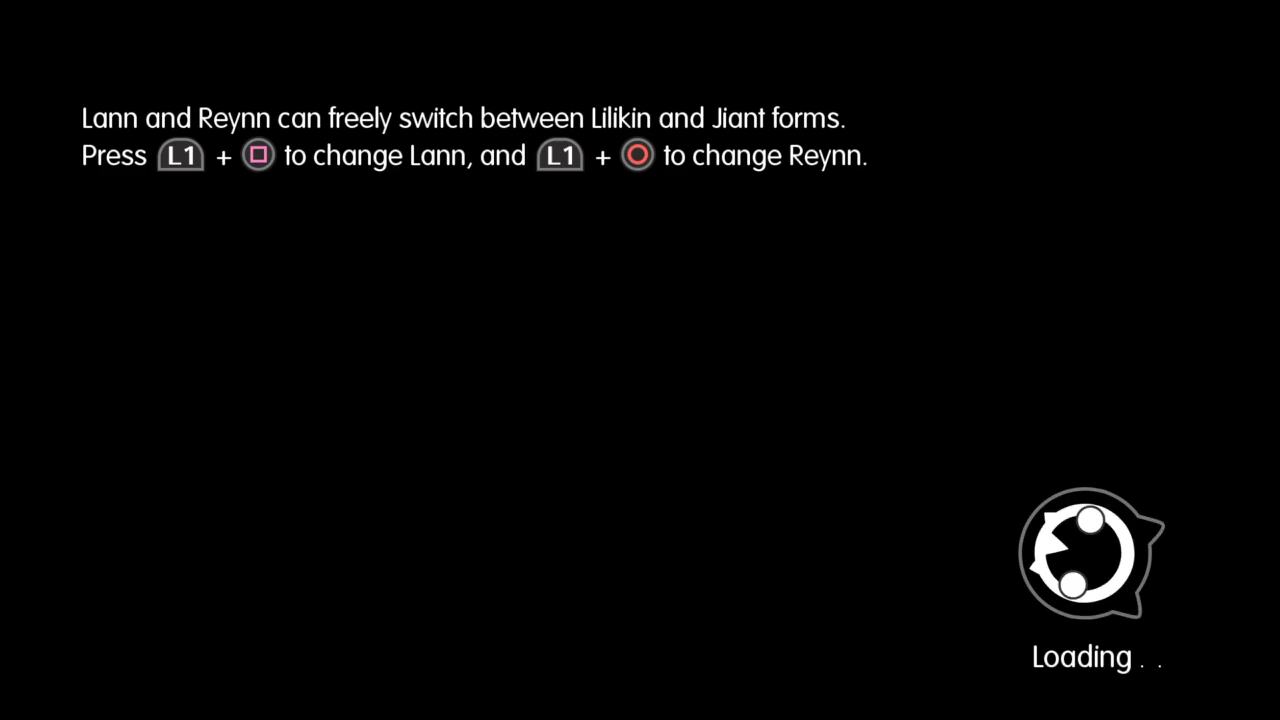 Lann and Reynn can freely switch between Lilikin and Jiant forms.
Press L1 + to change Lann, and L1 + to change Reynn.
Loading . .